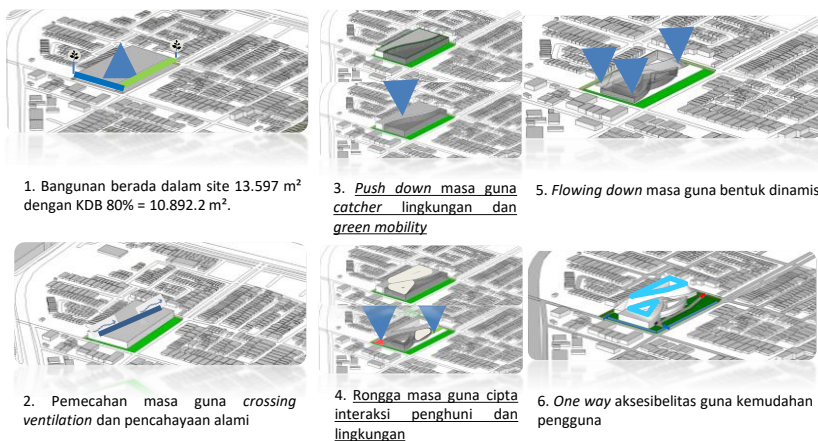 1. Bangunan berada dalam site 13.597 m²
dengan KDB 80% = 10.892.2 m².
3. Push down masa guna
catcher lingkungan dan
green mobility
5. Flowing down masa guna bentuk dinamis
2. Pemecahan masa guna crossing
ventilation dan pencahayaan alami
4. Rongga masa guna cipta
interaksi penghuni dan
lingkungan
6. One way aksesibelitas guna kemudahan
pengguna